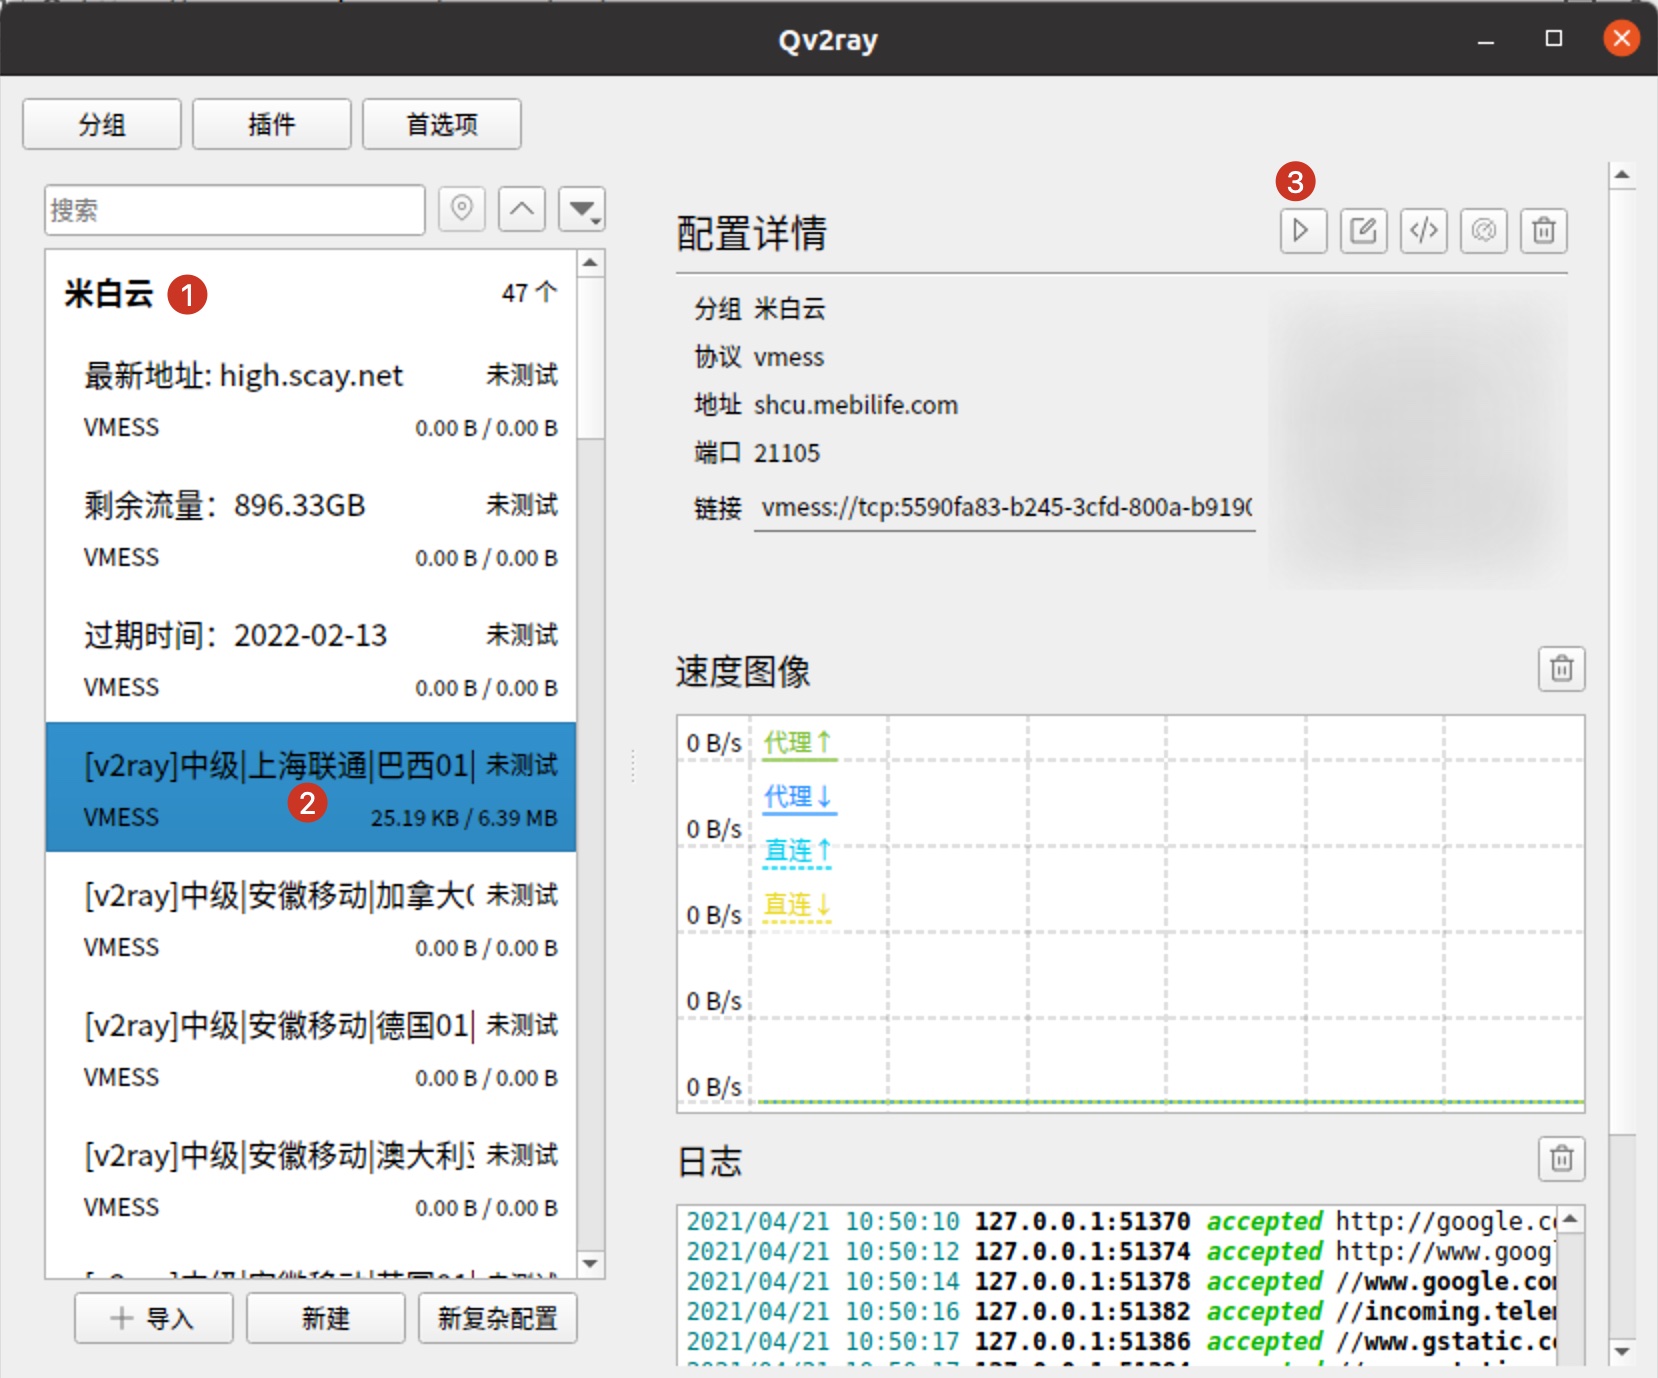 Qv2ray
分组 插件 首选项
搜索
米白云 1 47 个
最新地址: high.scay.net 未测试
VMESS 0.00 B / 0.00 B
剩余流量：896.33GB 未测试
VMESS 0.00 B / 0.00 B
过期时间：2022-02-13 未测试
VMESS 0.00 B / 0.00 B
[v2ray]中级|上海联通|巴西01| 未测试
VMESS 2 25.19 KB / 6.39 MB
[v2ray]中级|安徽移动|加拿大 未测试
VMESS 0.00 B / 0.00 B
[v2ray]中级|安徽移动|德国01| 未测试
VMESS 0.00 B / 0.00 B
[v2ray]中级|安徽移动|澳大利 未测试
VMESS 0.00 B / 0.00 B
导入 新建 新复杂配置
3
配置详情
</>
分组 米白云
协议 vmess
地址 shcu.mebilife.com
端口 21105
链接 vmess://tcp:5590fa83-b245-3cfd-800a-b919
速度图像
0 B/s 代理↑
代理↓
0 B/s
直连↑
直连↓
0 B/s
0 B/s
0 B/s
日志
2021/04/21 10:50:10 127.0.0.1:51370 accepted http://google.c
2021/04/21 10:50:12 127.0.0.1:51374 accepted http://www.goog
2021/04/21 10:50:14 127.0.0.1:51378 accepted //www.google.co
2021/04/21 10:50:16 127.0.0.1:51382 accepted //incoming.tele
2021/04/21 10:50:17 127.0.0.1:51386 accepted //www.gstatic.c